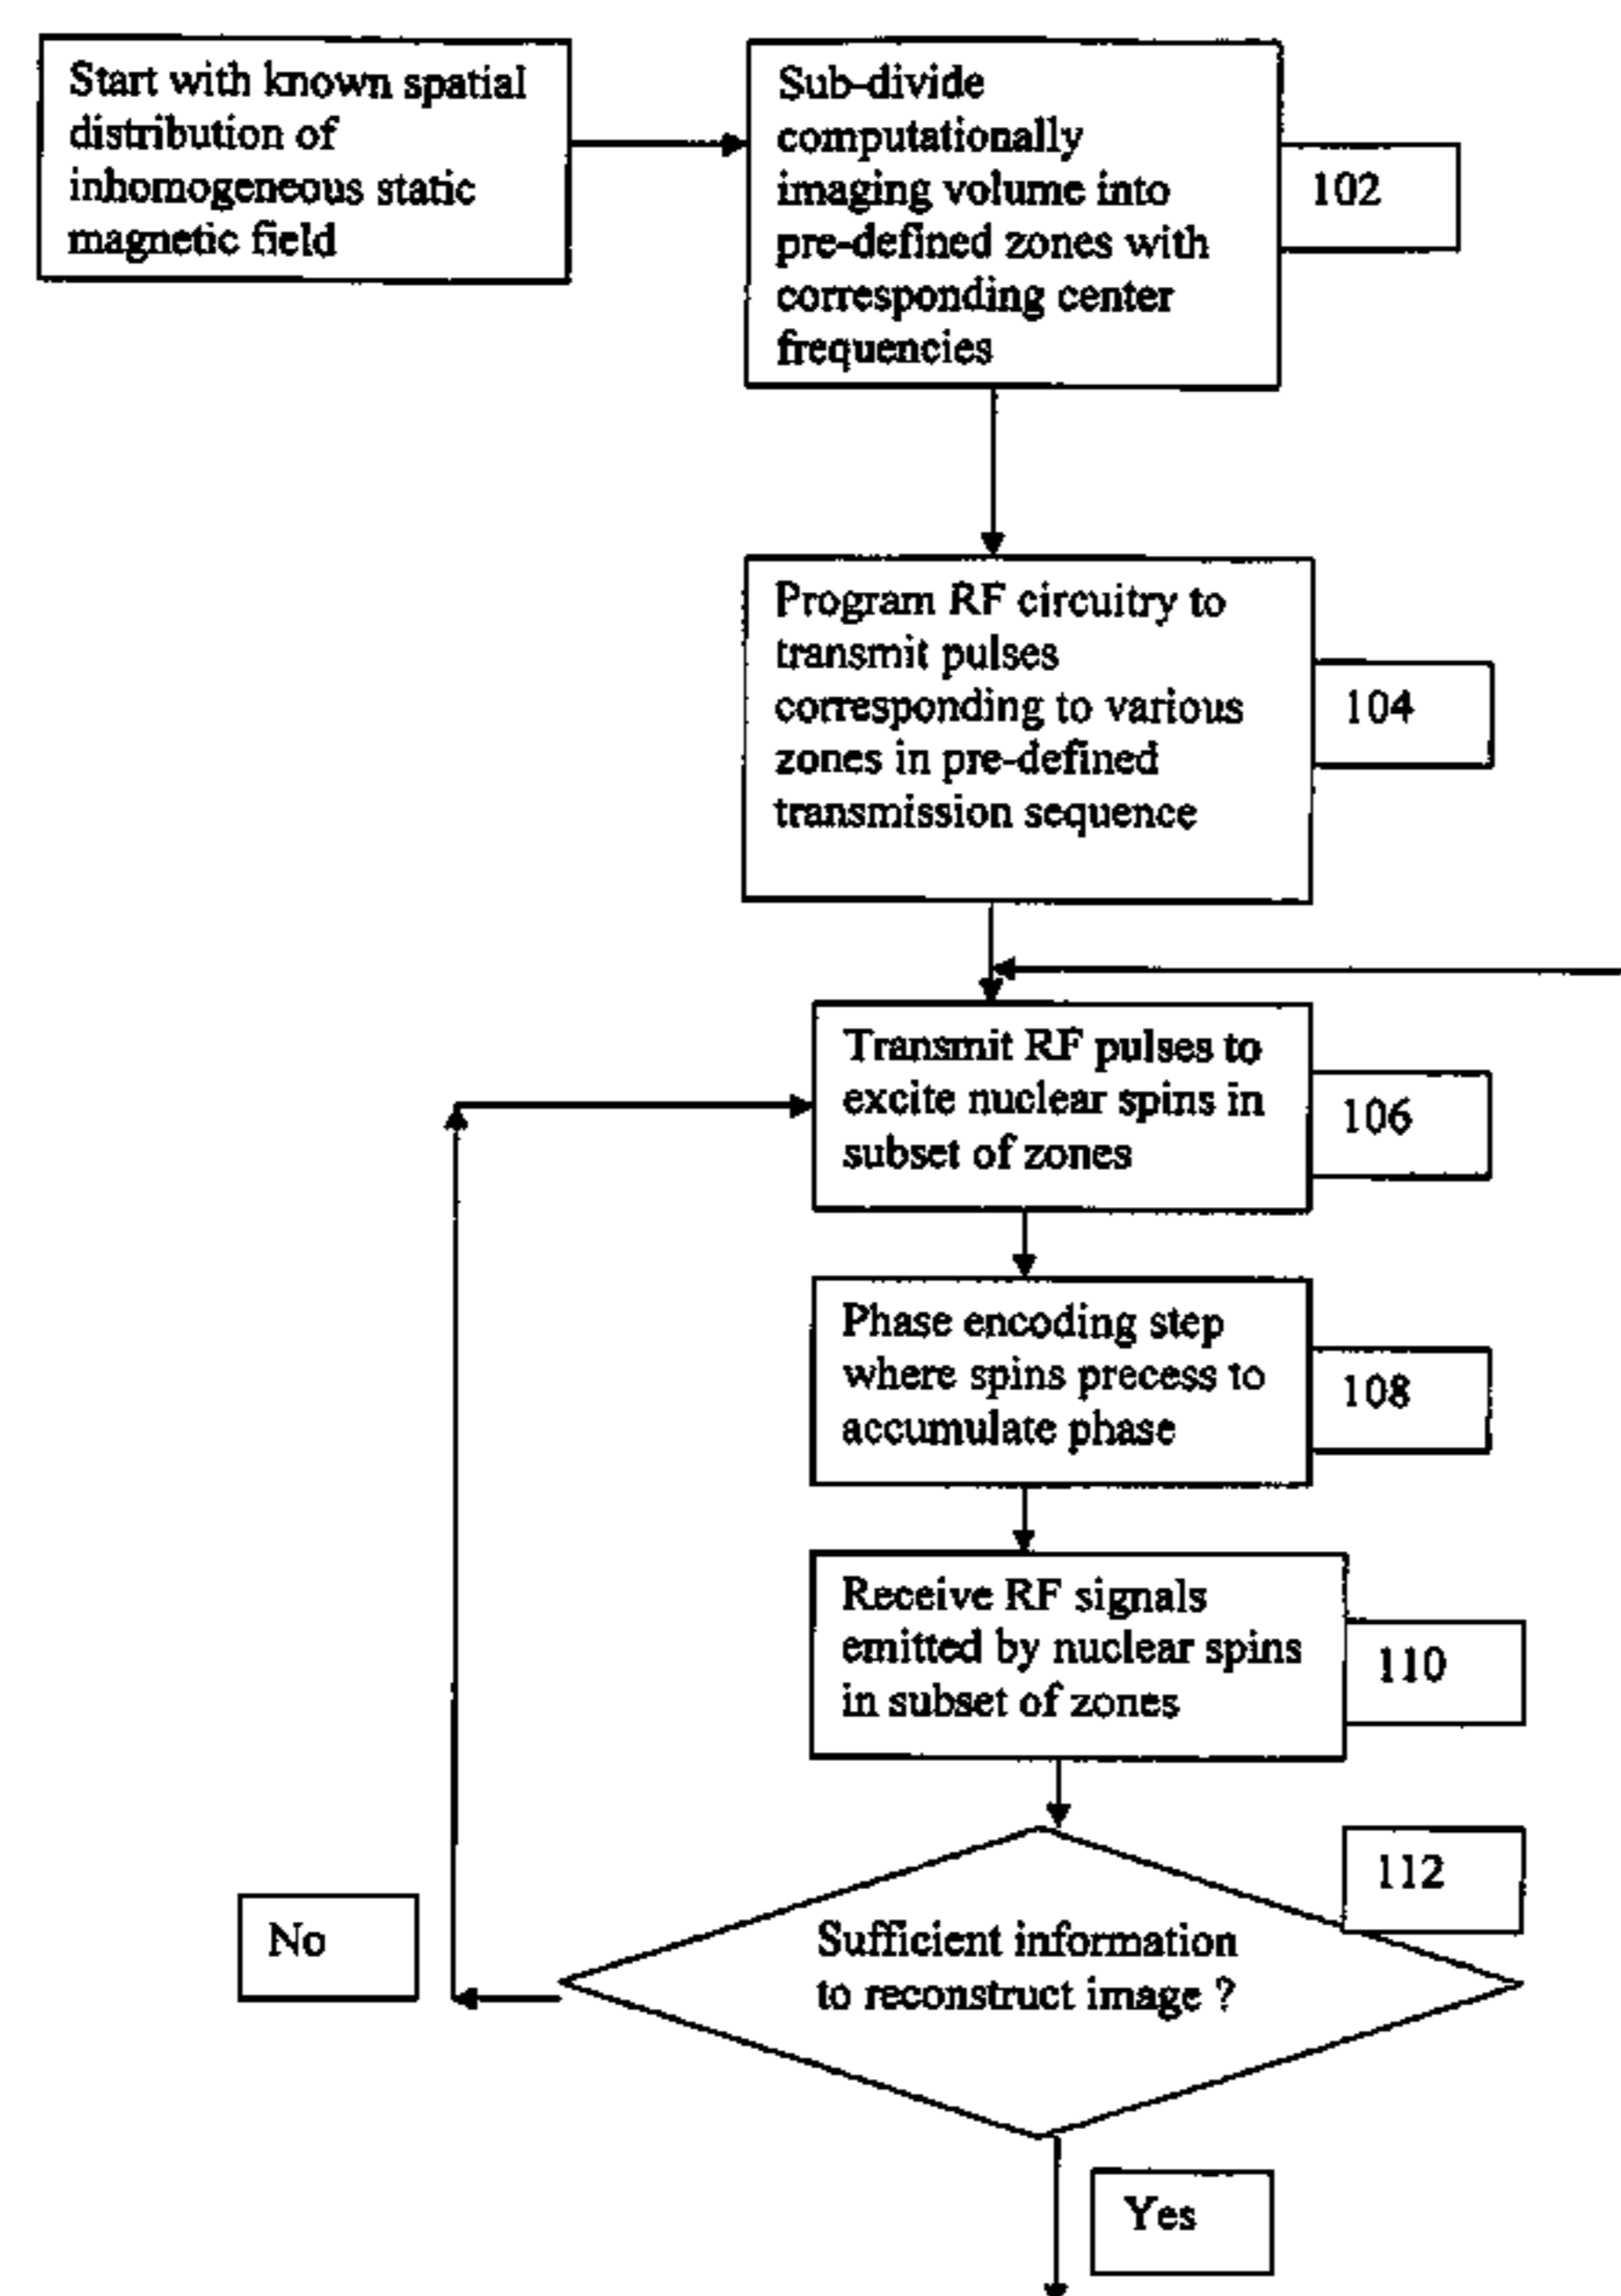 Start with known spatial
distribution of
inhomogeneous static
magnetic field
Sub-divide
computationally
imaging volume into
pre-defined zones with
corresponding center
frequencies
102
Program RF circuitry to
transmit pulses
corresponding to various
zones in pre-defined
transmission sequence
104
Transmit RF pulses to
excite nuclear spins in
subset of zones
106
Phase encoding step
where spins precess to
accumulate phase
108
Receive RF signals
emitted by nuclear spins
in subset of zones
110
112
Sufficient information
to reconstruct image ?
No
Yes